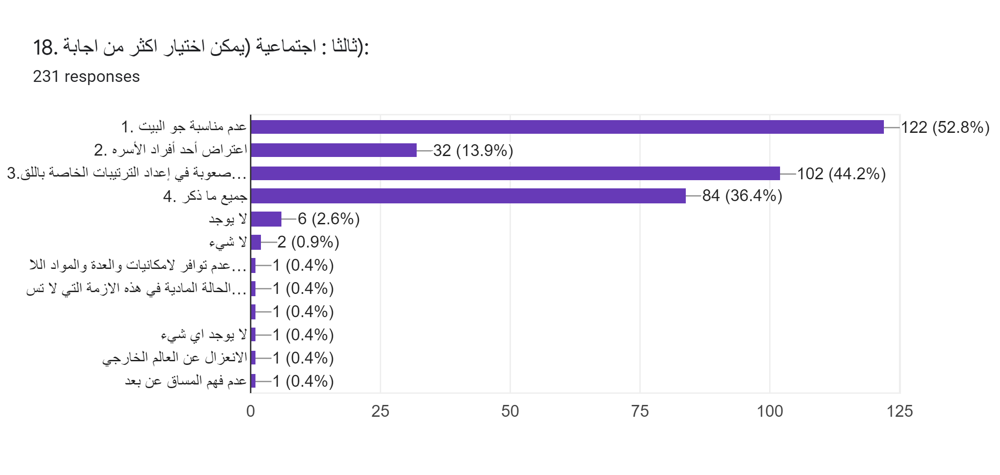 18. ثالثا : اجتماعية (يمكن اختيار اكثر من اجابة):
231 responses
1. عدم مناسبة جو البيت
122 (52.8%)
2. اعتراض أحد أفراد الأسره
32 (13.9%)
3.صعوبة في إعداد الترتيبات الخاصة باللق...
102 (44.2%)
4. جميع ما ذكر
84 (36.4%)
لا يوجد
6 (2.6%)
لا شيء
2 (0.9%)
عدم توافر لامكانيات والعدة والمواد اللا...
1 (0.4%)
الحالة المادية في هذه الازمة التي لا تس...
1 (0.4%)
1 (0.4%)
لا يوجد اي شيء
1 (0.4%)
الانعزال عن العالم الخارجي
1 (0.4%)
عدم فهم المساق عن بعد
1 (0.4%)
0 25 50 75 100 125